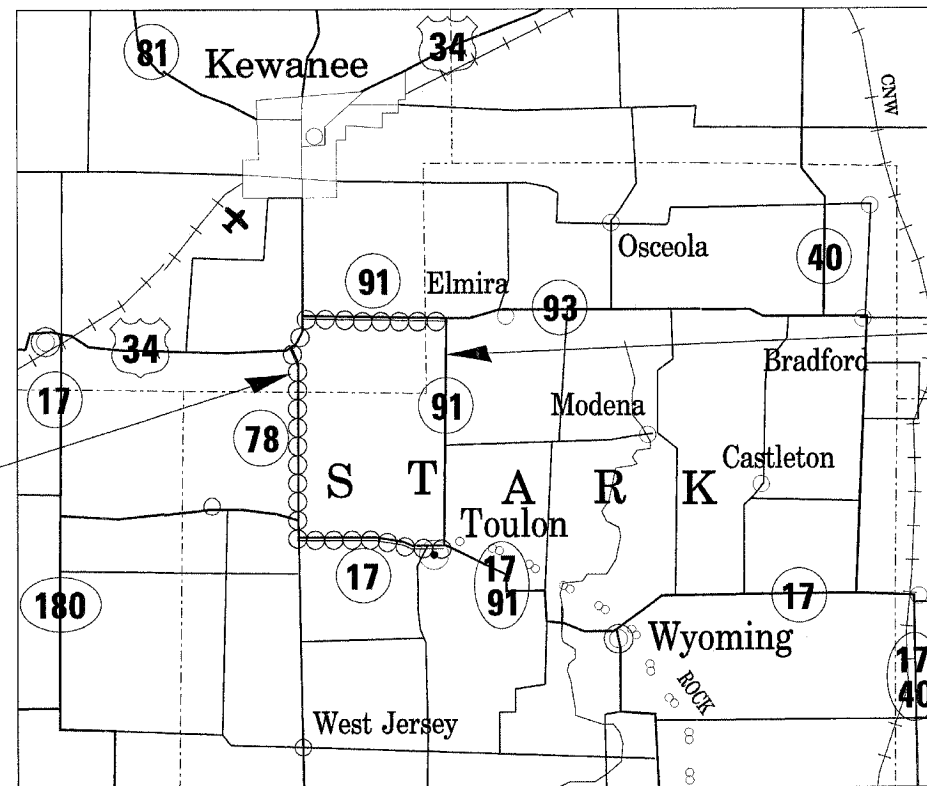 81
34
Kewanee
CNW
Osceola
40
91
Elmira
93
34
Bradford
17
91
Modena
78
Castleton
S T A R K
Toulon
17
17
91
17
180
Wyoming
17
40
ROCK
West Jersey